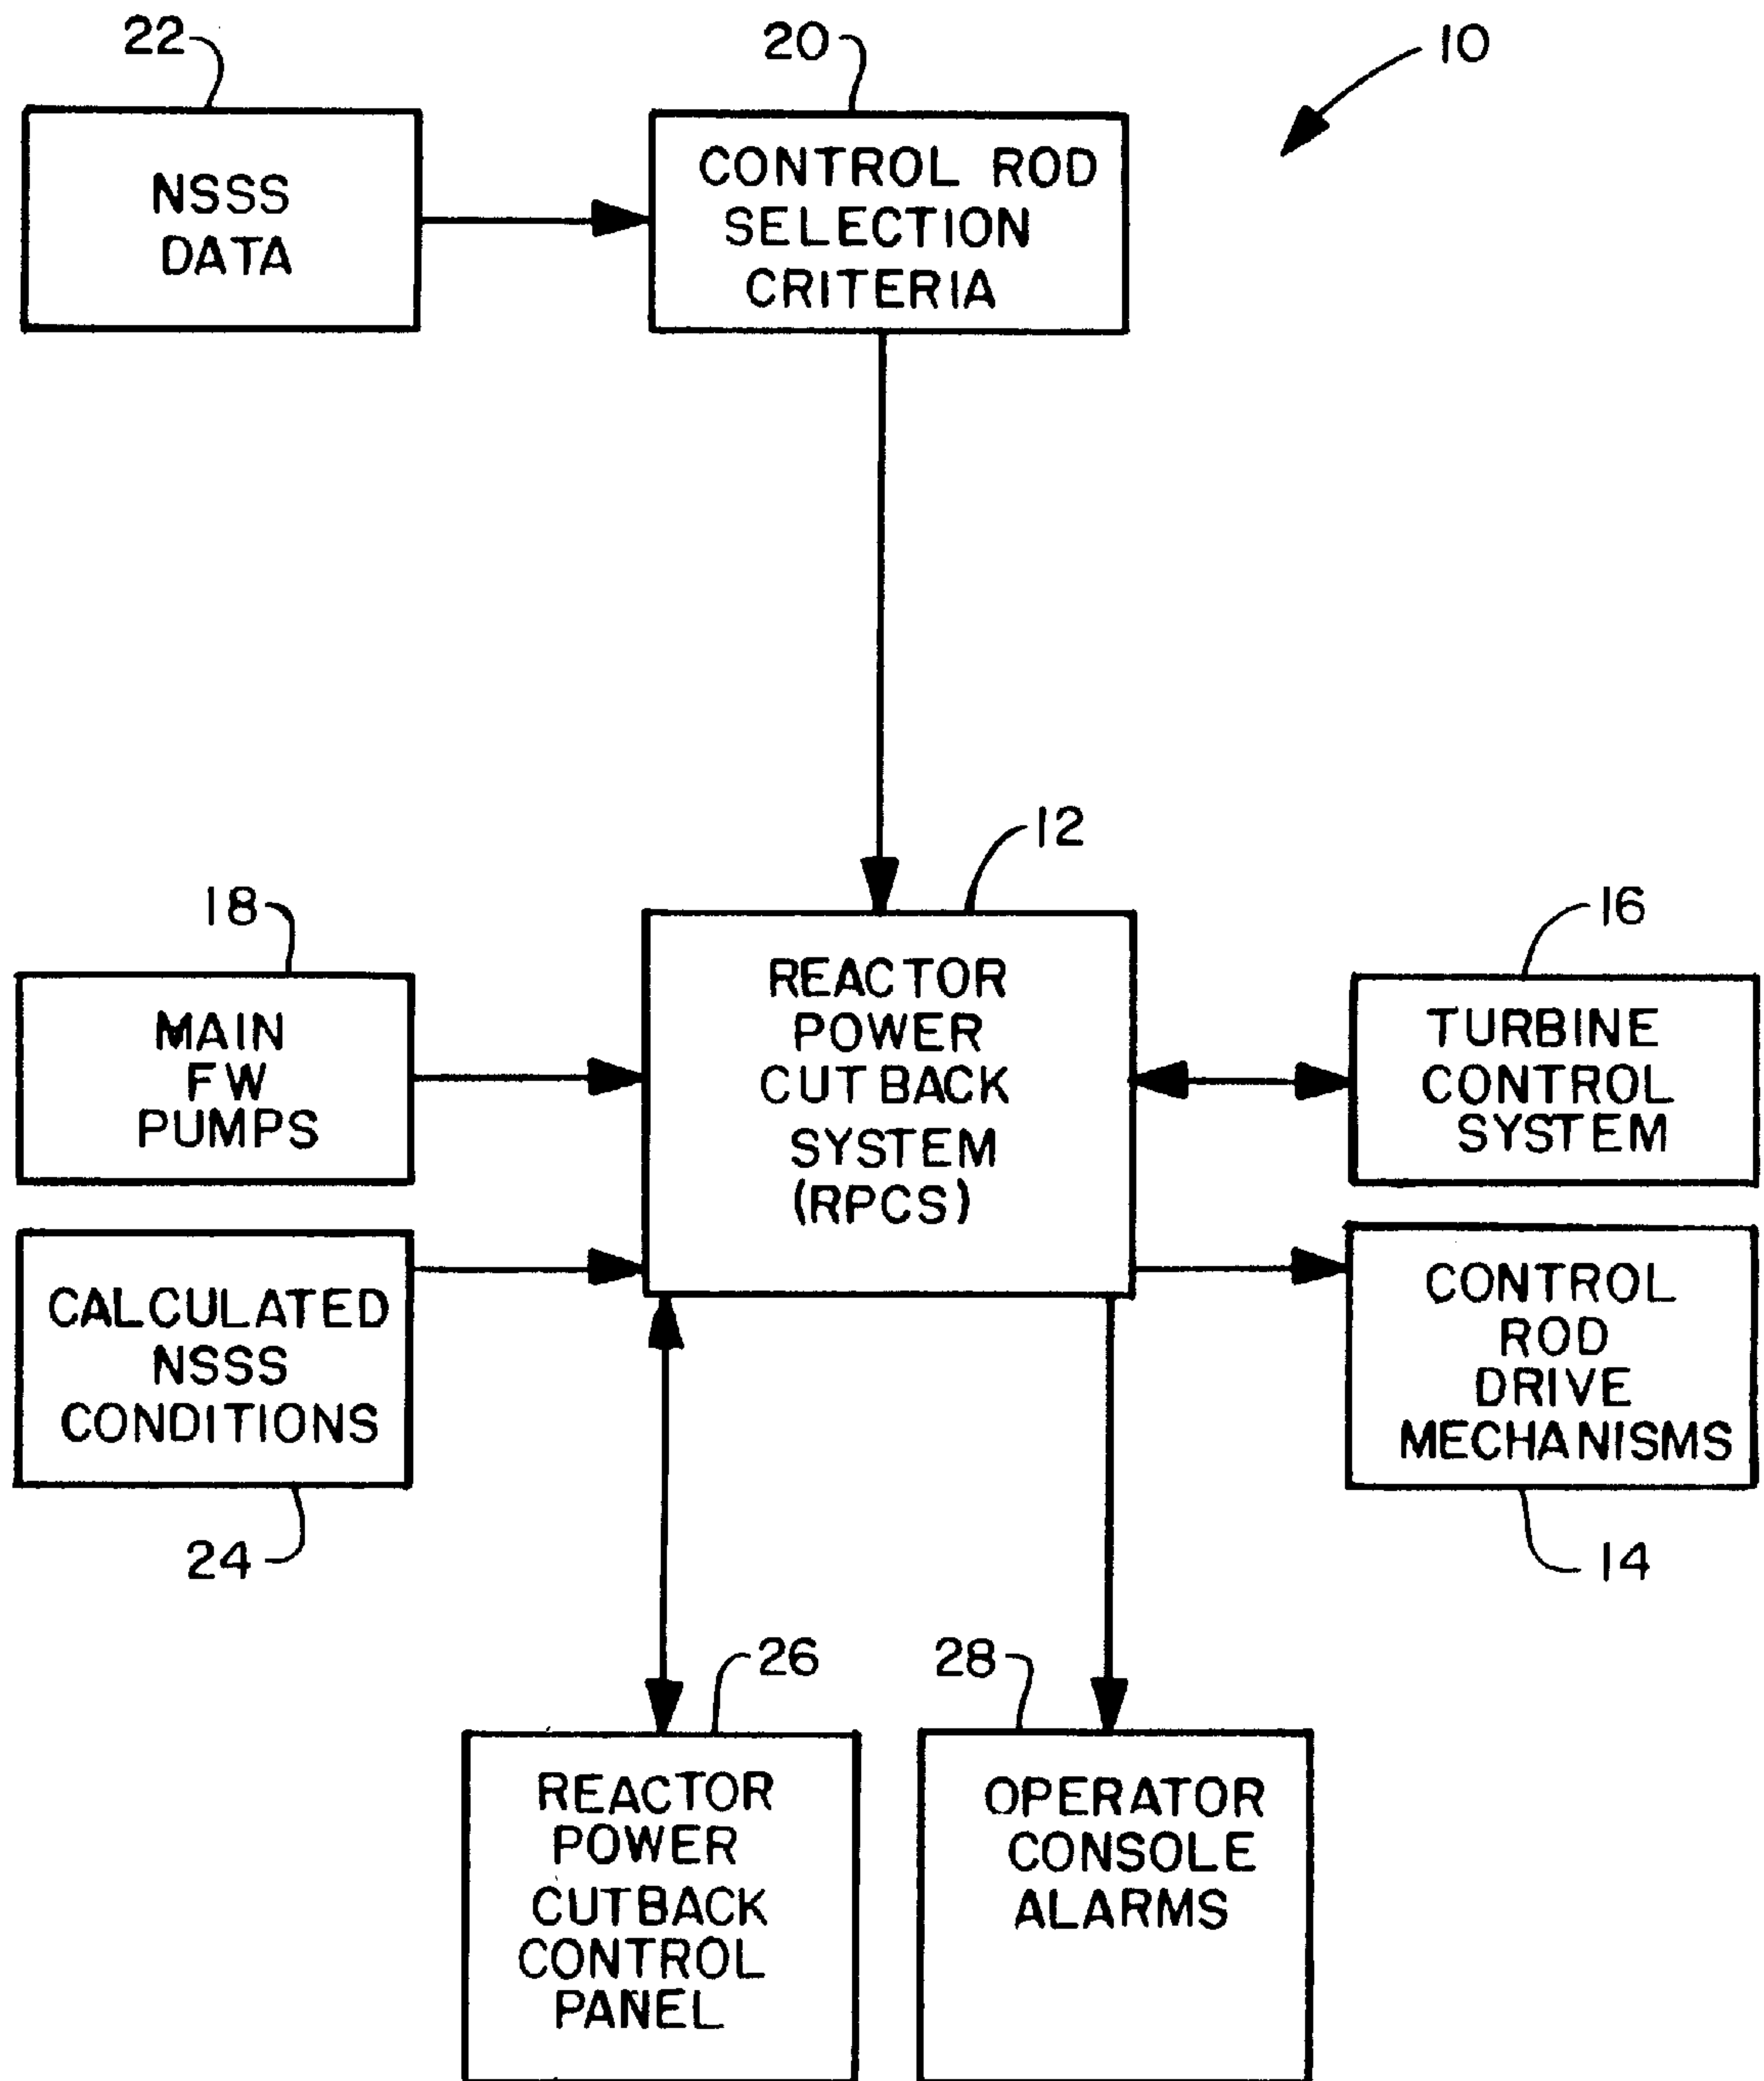 22
20
10
NSSS
DATA
CONTROL ROD
SELECTION
CRITERIA
12
18
16
MAIN
FW
PUMPS
REACTOR
POWER
CUTBACK
SYSTEM
(RPCS)
TURBINE
CONTROL
SYSTEM
CALCULATED
NSSS
CONDITIONS
CONTROL
ROD
DRIVE
MECHANISMS
24
14
26
28
REACTOR
POWER
CUTBACK
CONTROL
PANEL
OPERATOR
CONSOLE
ALARMS